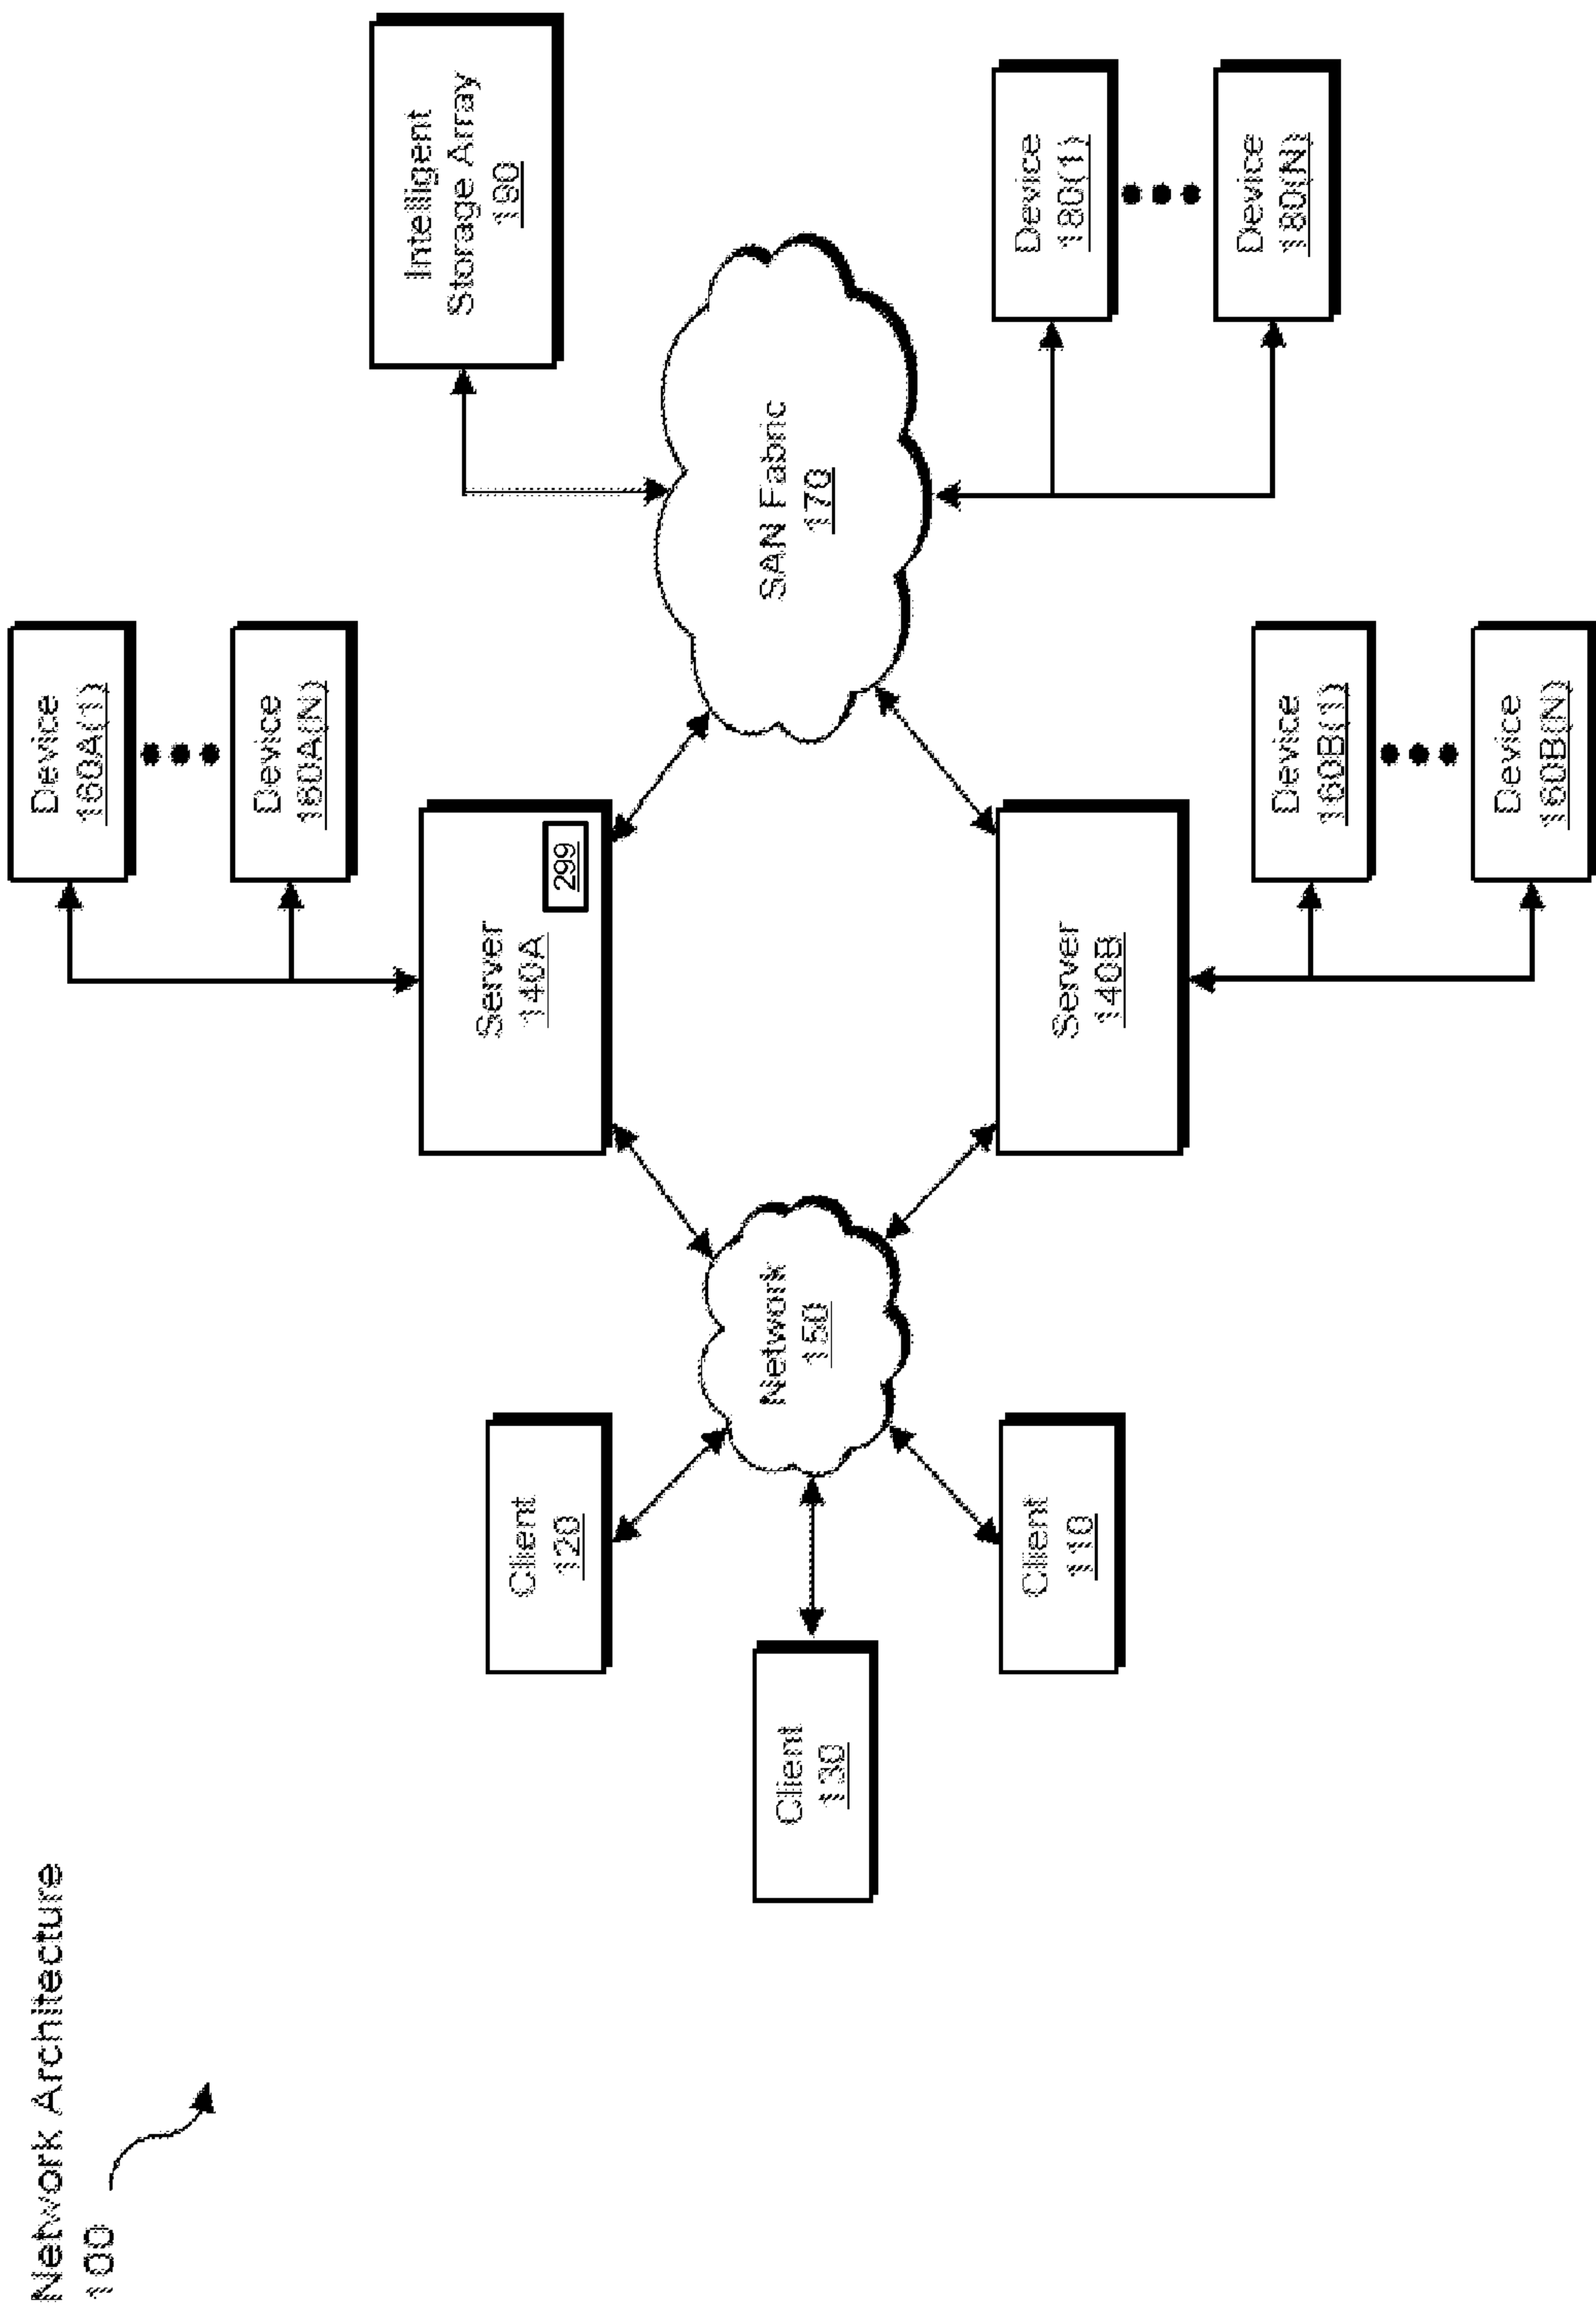 Network Architecture
100
Device
160A(1)
Device
160A(N)
Intelligent
Storage Array
190
Server
140A
299
Client
120
Client
130
Network
150
SAN Fabric
170
Device
180(1)
Device
180(N)
Client
110
Server
140B
Device
160B(1)
Device
160B(N)